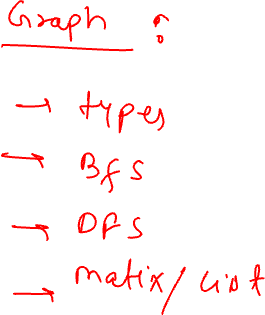 Graph :
→ types
→ BFS
→ DFS
→ matix/list